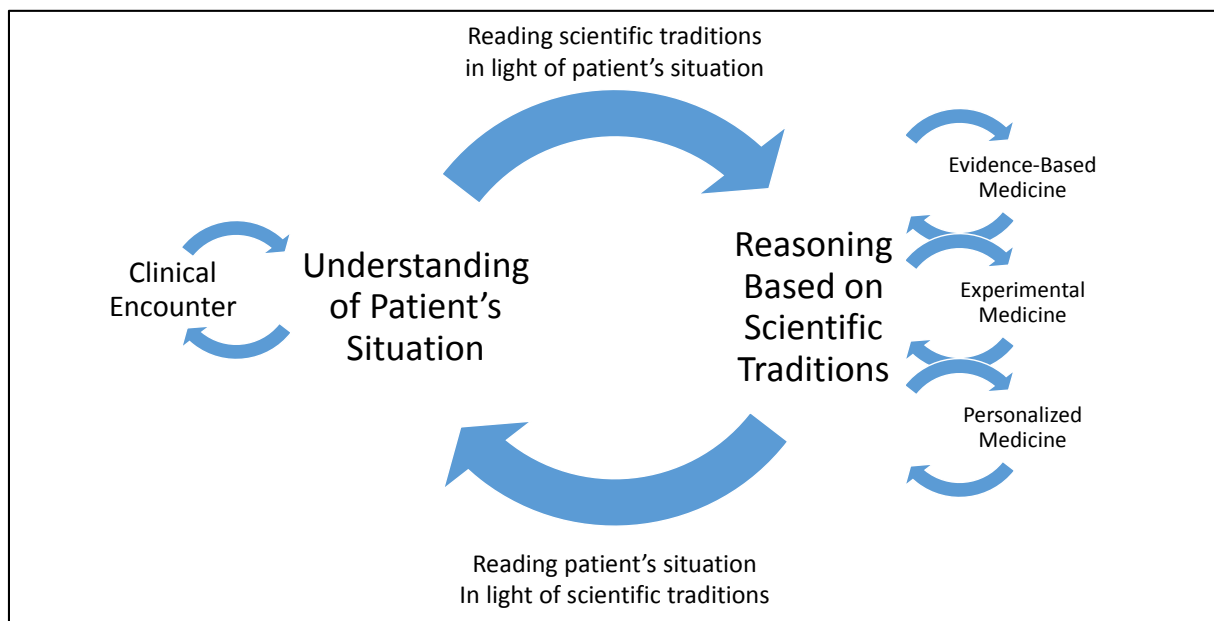 Reading scientific traditions
in light of patient's situation
Clinical
Encounter
Understanding
of Patient's
Situation
Reasoning
Based on
Scientific
Traditions
Evidence-Based
Medicine
Experimental
Medicine
Personalized
Medicine
Reading patient's situation
In light of scientific traditions